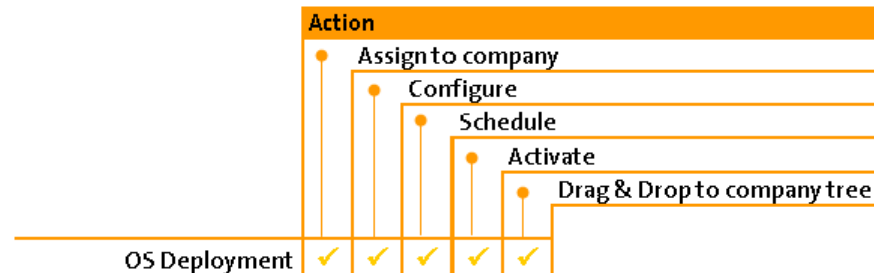 Action
Assign to company
Configure
Schedule
Activate
Drag & Drop to company tree
OS Deployment ✓ ✓ ✓ ✓ ✓